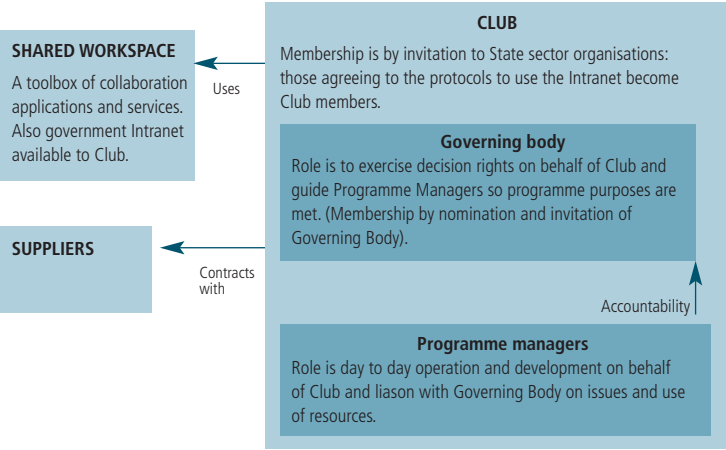 SHARED WORKSPACE
A toolbox of collaboration
applications and services.
Also government Intranet
available to Club.
Uses
SUPPLIERS
Contracts
with
CLUB
Membership is by invitation to State sector organisations:
those agreeing to the protocols to use the Intranet become
Club members.
Governing body
Role is to exercise decision rights on behalf of Club and
guide Programme Managers so programme purposes are
met. (Membership by nomination and invitation of
Governing Body).
Accountability
Programme managers
Role is day to day operation and development on behalf
of Club and liason with Governing Body on issues and use
of resources.